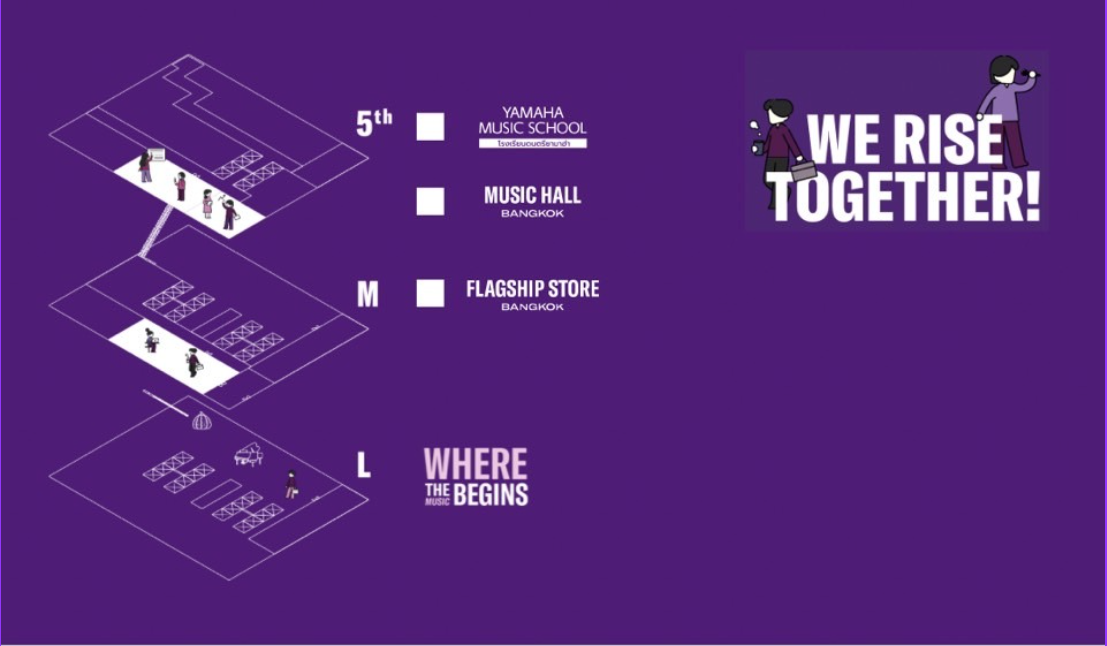 5th
YAMAHA
MUSIC SCHOOL
โรงเรียนดนตรียามาฮ่า
MUSIC HALL
BANGKOK
M
FLAGSHIP STORE
BANGKOK
L
WHERE
THE MUSIC BEGINS
WE RISE
TOGETHER!